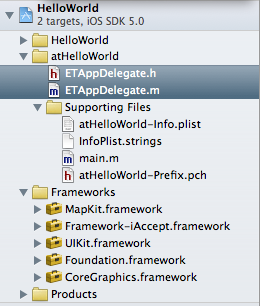 HelloWorld
2 targets, iOS SDK 5.0
HelloWorld
atHelloWorld
h ETAppDelegate.h
m ETAppDelegate.m
Supporting Files
atHelloWorld-Info.plist
InfoPlist.strings
m main.m
h atHelloWorld-Prefix.pch
Frameworks
MapKit.framework
Framework-iAccept.framework
UIKit.framework
Foundation.framework
CoreGraphics.framework
Products